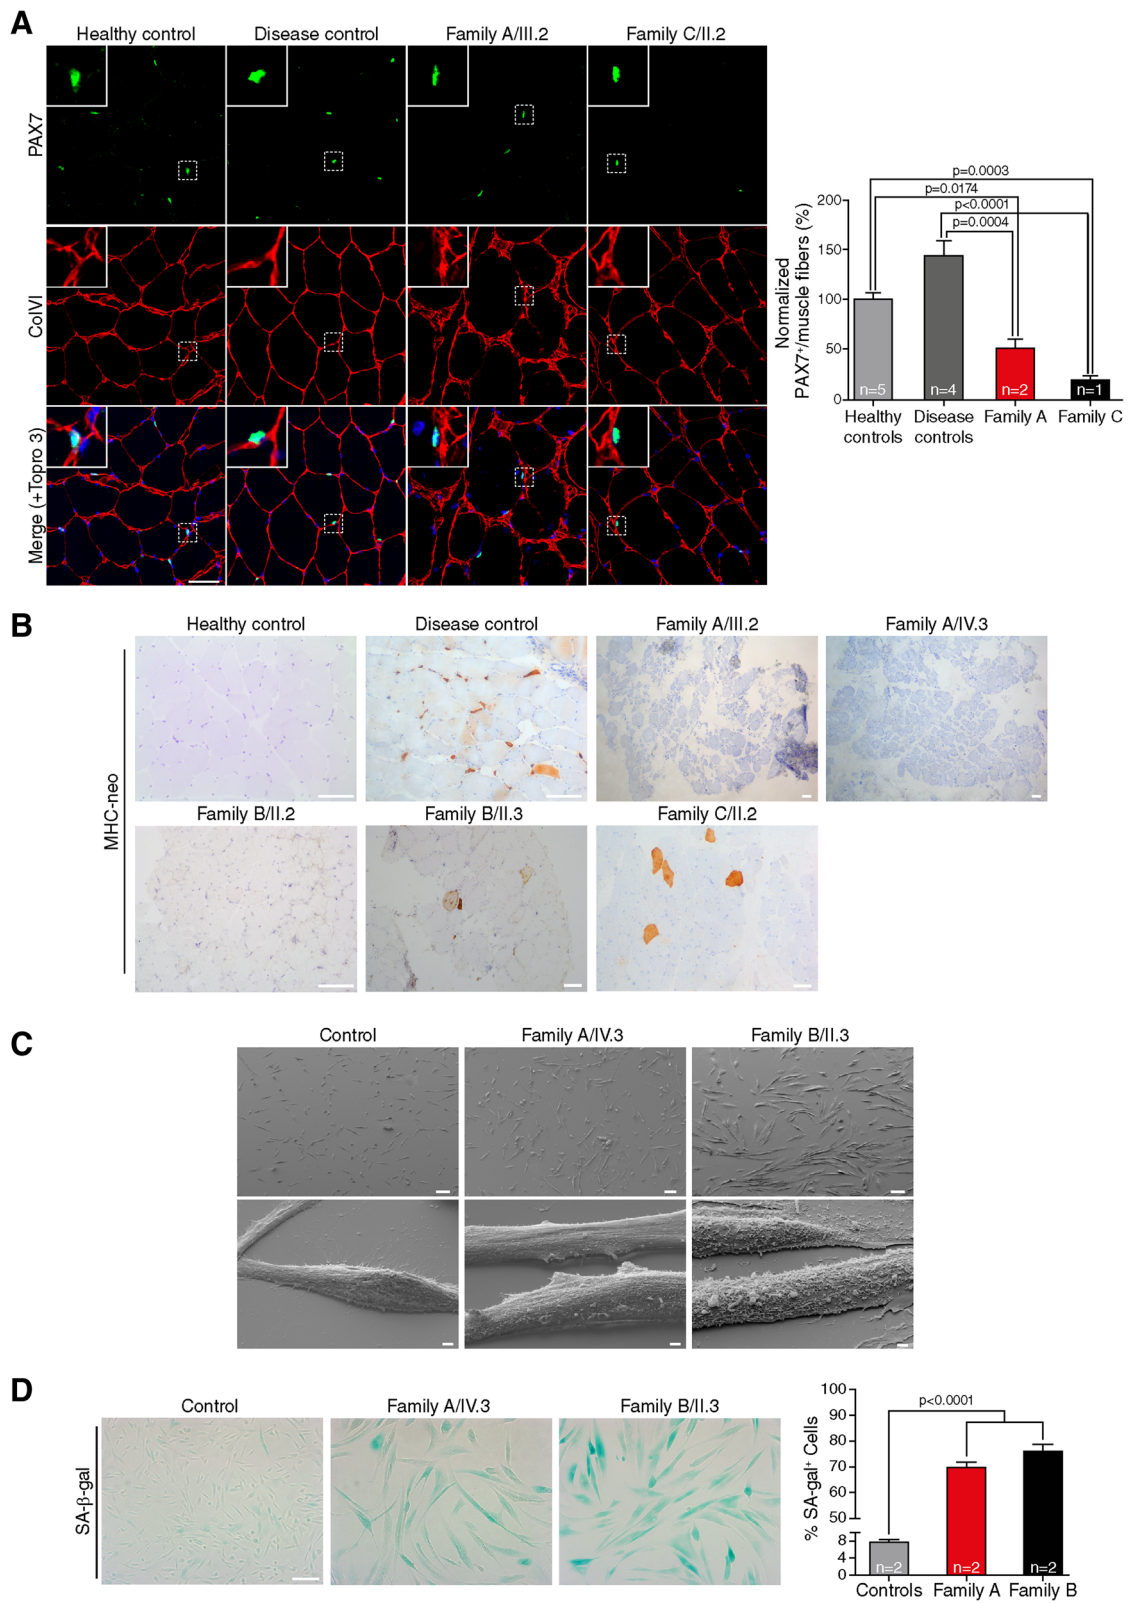 A
Healthy control
Disease control
Family A/III.2
Family C/II.2
PAX7
ColVI
Merge (+Topro 3)
p=0.0003
p=0.0174
p<0.0001
p=0.0004
Normalized
PAX7⁺/muscle fibers (%)
200
150
100
50
0
n=5
n=4
n=2
n=1
Healthy
controls
Disease
controls
Family A
Family C
B
Healthy control
Disease control
Family A/III.2
Family A/IV.3
MHC-neo
Family B/II.2
Family B/II.3
Family C/II.2
C
Control
Family A/IV.3
Family B/II.3
D
Control
Family A/IV.3
Family B/II.3
SA-β-gal
p<0.0001
% SA-gal⁺ Cells
100
90
80
70
60
50
8
4
0
n=2
n=2
n=2
Controls
Family A
Family B